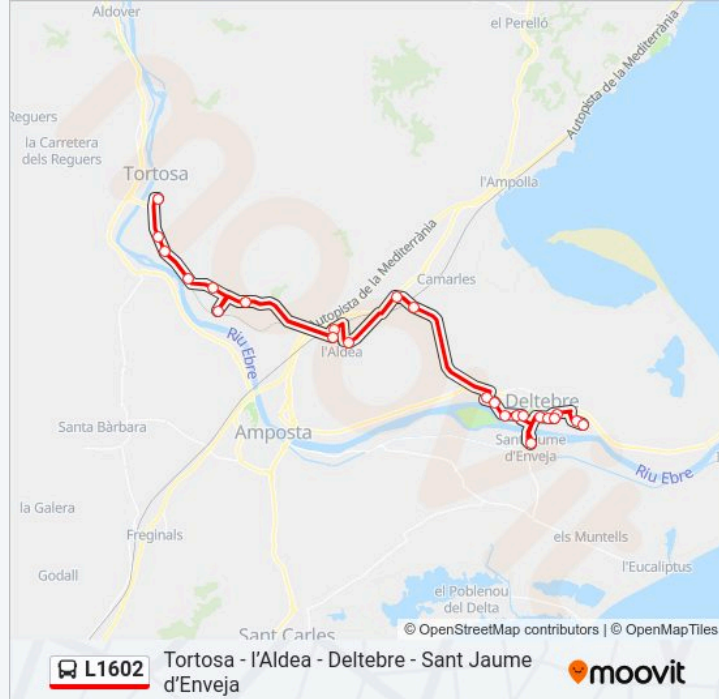 Aldover
el Perelló
Autopista de la Mediterrània
Reguers
la Carretera
dels Reguers
Tortosa
l'Ampolla
Autopista de la Mediterrània
Camarles
l'Aldea
Riu Ebre
Deltebre
Santa Bàrbara
Amposta
Sant Jaume
d'Enveja
Riu Ebre
la Galera
Freginals
els Muntells
l'Eucaliptus
Godall
el Poblenou
del Delta
Sant Carles
© OpenStreetMap contributors | © OpenMapTiles
L1602
Tortosa - l'Aldea - Deltebre - Sant Jaume
d'Enveja
moovit
moovit